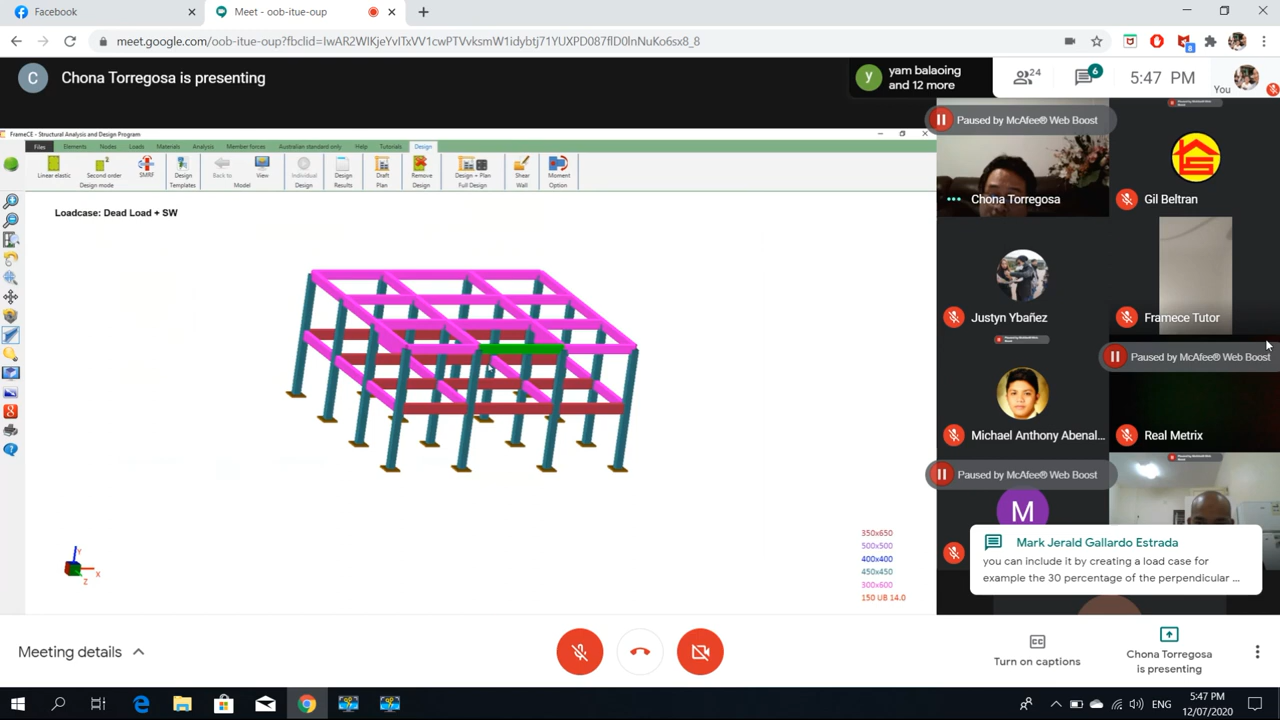 Facebook
Meet - oob-itue-oup
meet.google.com/oob-itue-oup?fbclid=IwAR2WIKjeYvITxVV1cwPTVvksmW1idybtj71YUXPD087flD0lnNuKo6sx8_8
8
C
Chona Torregosa is presenting
y
yam balaoing
and 12 more
24
6
5:47 PM
You
FrameCE - Structural Analysis and Design Program
Files Elements Nodes Loads Materials Analysis Member forces Australian standard only Help Tutorials Design
Linear elastic
Second order
SMRF
Design mode
Design
Templates
Back to
Model
View
Individual
Design
Design
Results
Draft
Plan
Remove
Design
Design + Plan
Full Design
Shear
Wall
Moment
Option
Loadcase: Dead Load + SW
Y
X
Z
350x650
500x500
400x400
450x450
300x600
150 UB 14.0
Paused by McAfee® Web Boost
Chona Torregosa
Gil Beltran
Justyn Ybañez
Framece Tutor
Paused by McAfee® Web Boost
Michael Anthony Abenal...
Real Metrix
Paused by McAfee® Web Boost
M
Mark Jerald Gallardo Estrada
you can include it by creating a load case for
example the 30 percentage of the perpendicular ...
Meeting details
Turn on captions
Chona Torregosa
is presenting
ENG
5:47 PM
12/07/2020